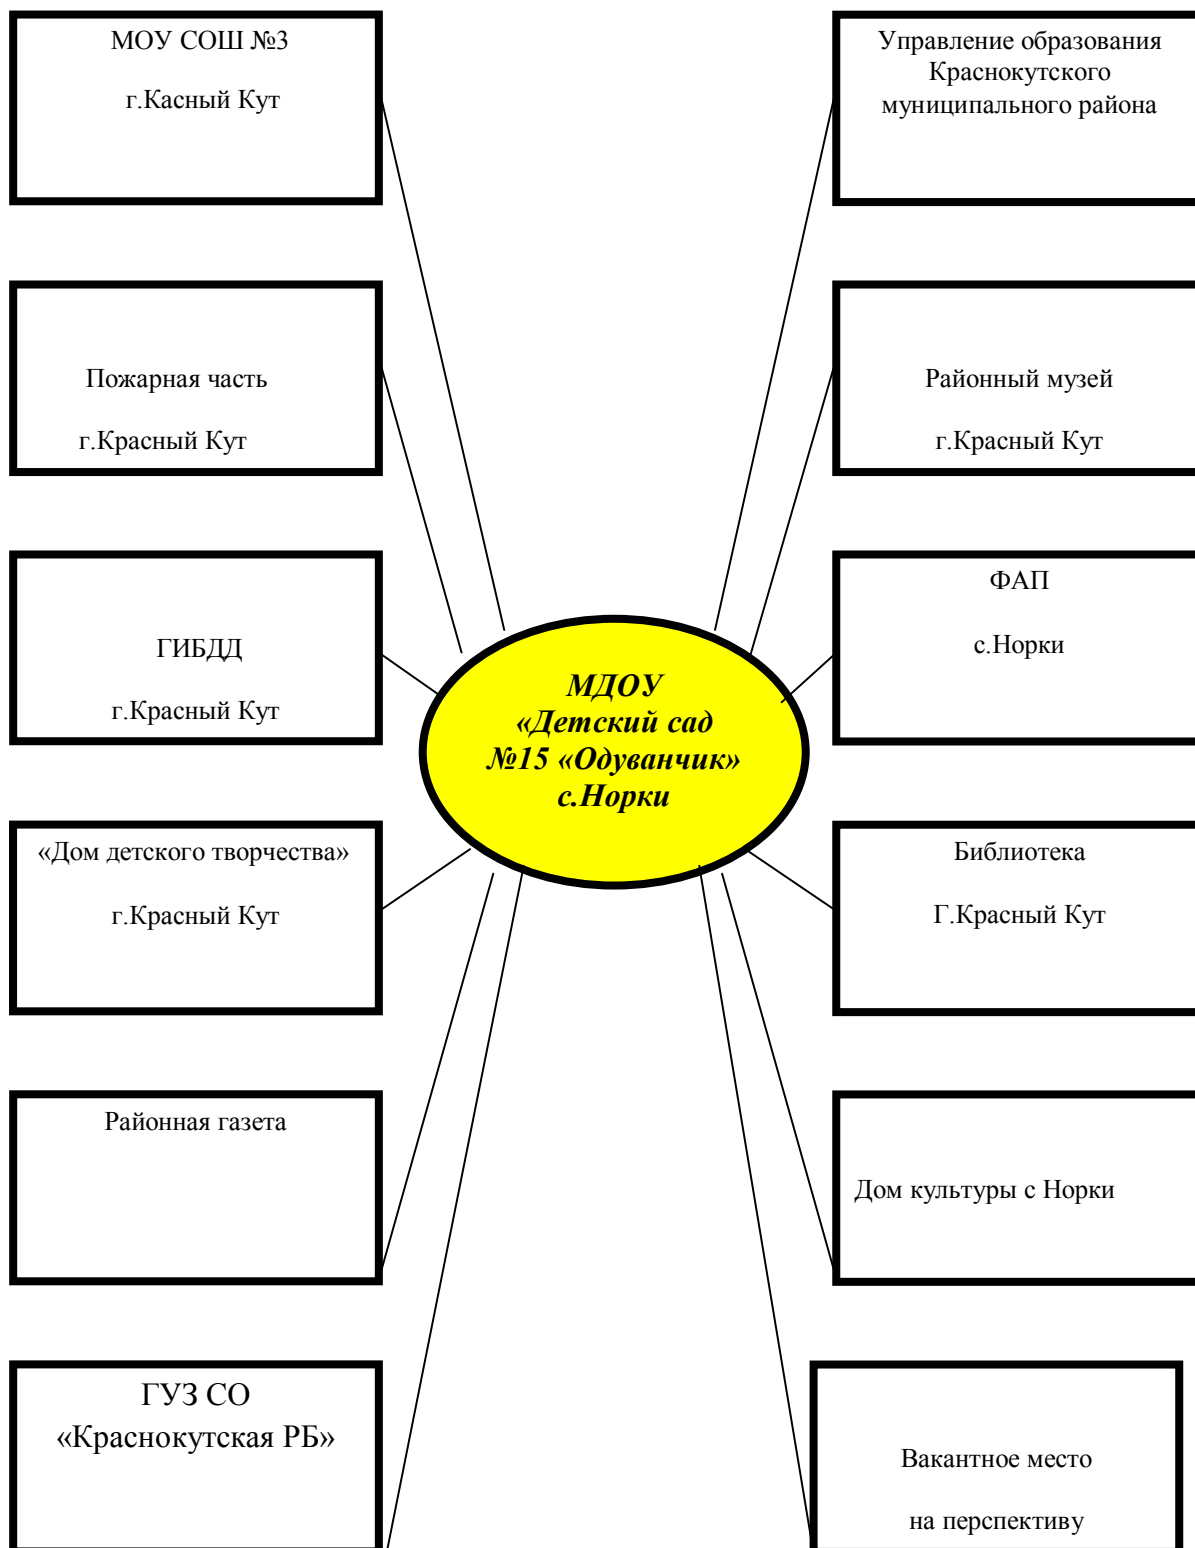 МОУ СОШ №3
г.Касный Кут
Управление образования
Краснокутского
муниципального района
Пожарная часть
г.Красный Кут
Районный музей
г.Красный Кут
ГИБДД
г.Красный Кут
ФАП
с.Норки
МДОУ
«Детский сад
№15 «Одуванчик»
с.Норки
«Дом детского творчества»
г.Красный Кут
Библиотека
Г.Красный Кут
Районная газета
Дом культуры с Норки
ГУЗ СО
«Краснокутская РБ»
Вакантное место
на перспективу